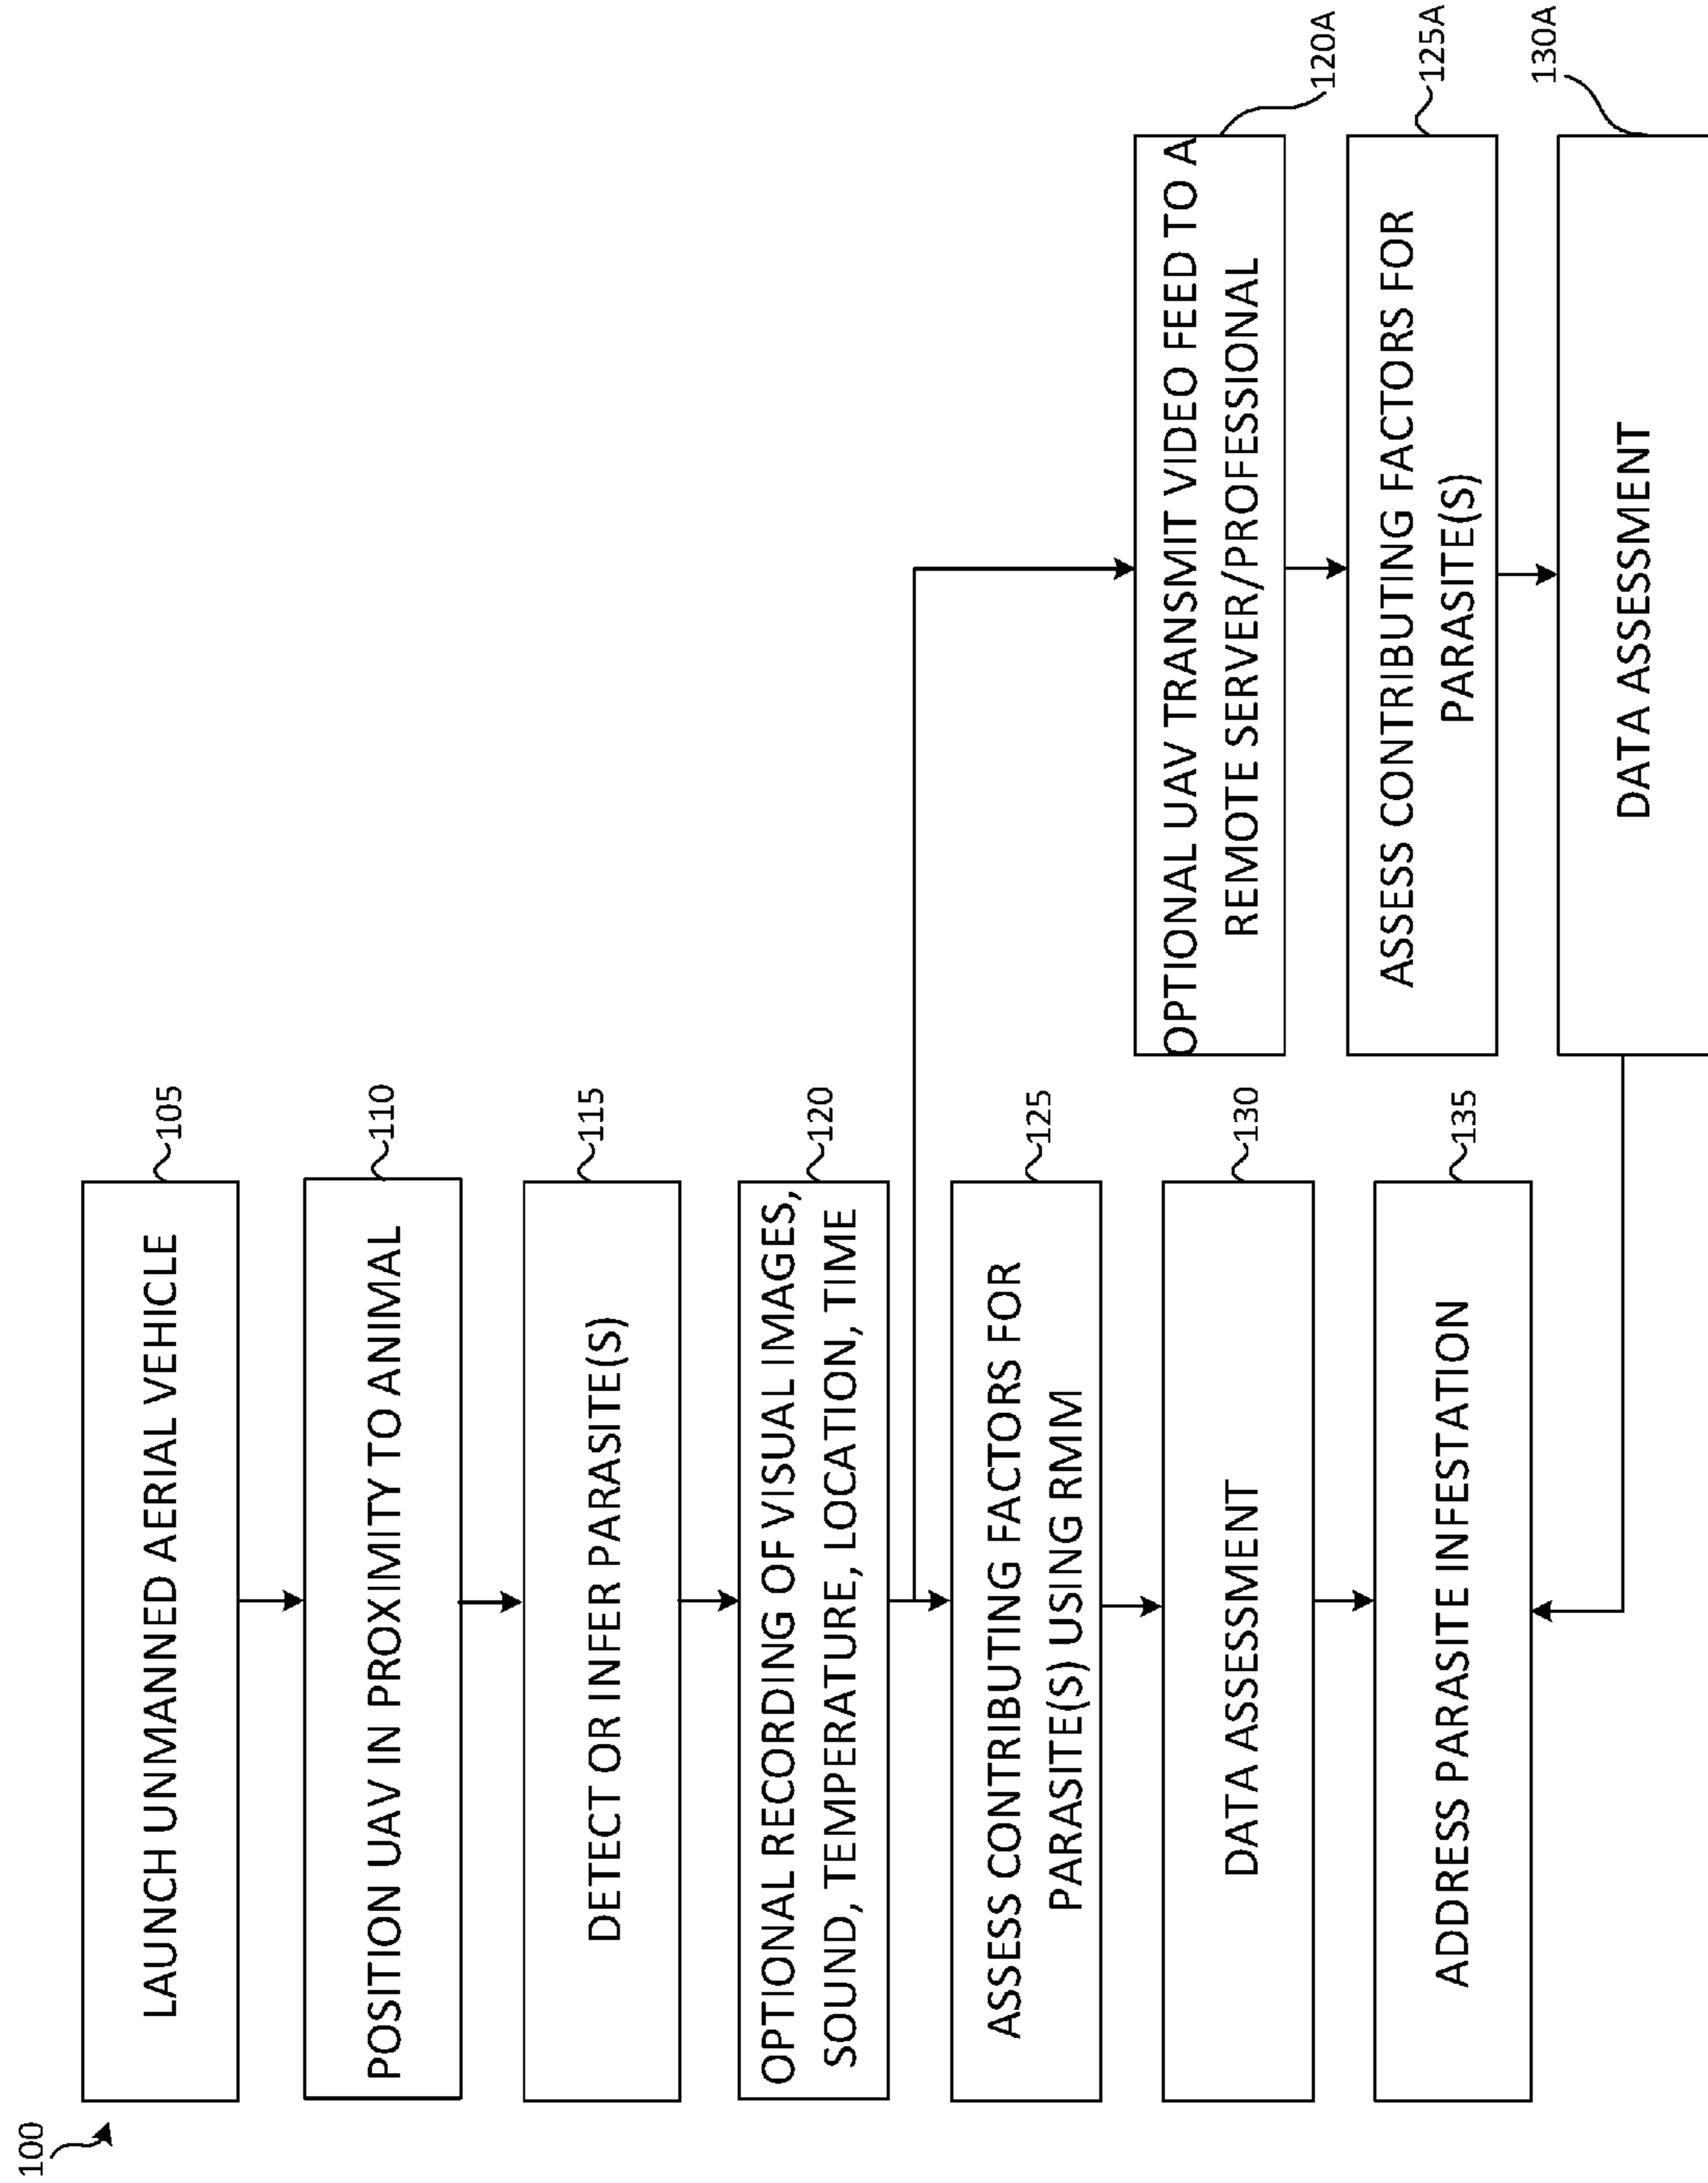 100
LAUNCH UNMANNED AERIAL VEHICLE
105
POSITION UAV IN PROXIMITY TO ANIMAL
110
DETECT OR INFER PARASITE(S)
115
OPTIONAL RECORDING OF VISUAL IMAGES,
SOUND, TEMPERATURE, LOCATION, TIME
120
ASSESS CONTRIBUTING FACTORS FOR
PARASITE(S) USING RMM
125
DATA ASSESSMENT
130
ADDRESS PARASITE INFESTATION
135
OPTIONAL UAV TRANSMIT VIDEO FEED TO A
REMOTE SERVER/PROFESSIONAL
120A
ASSESS CONTRIBUTING FACTORS FOR
PARASITE(S)
125A
DATA ASSESSMENT
130A